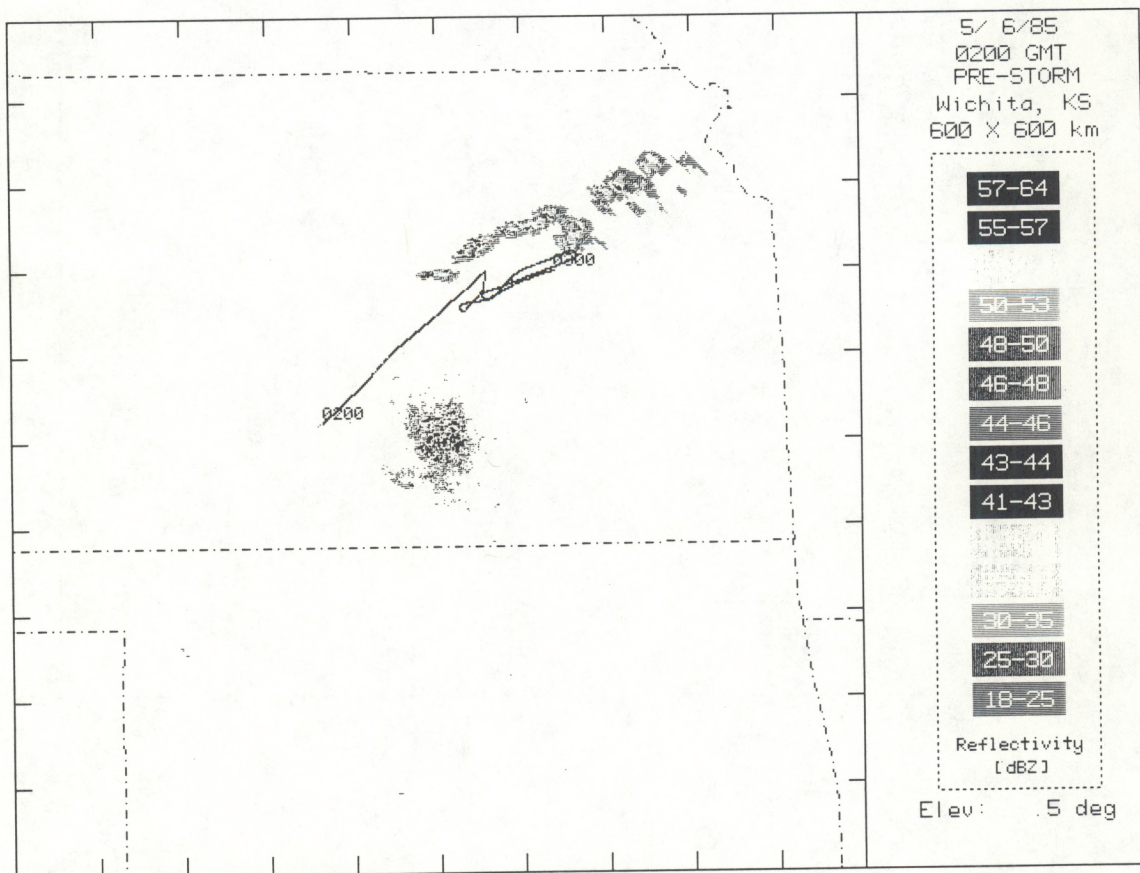 5/ 6/85
0200 GMT
PRE-STORM
Wichita, KS
600 X 600 km
57-64
55-57
50-53
48-50
46-48
44-46
43-44
41-43
30-35
25-30
18-25
Reflectivity
[dBZ]
Elev: .5 deg
0300
0200